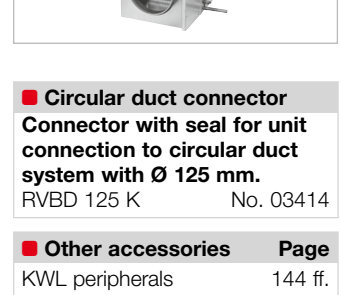 Circular duct connector
Connector with seal for unit
connection to circular duct
system with Ø 125 mm.
RVBD 125 K No. 03414
Other accessories Page
KWL peripherals 144 ff.